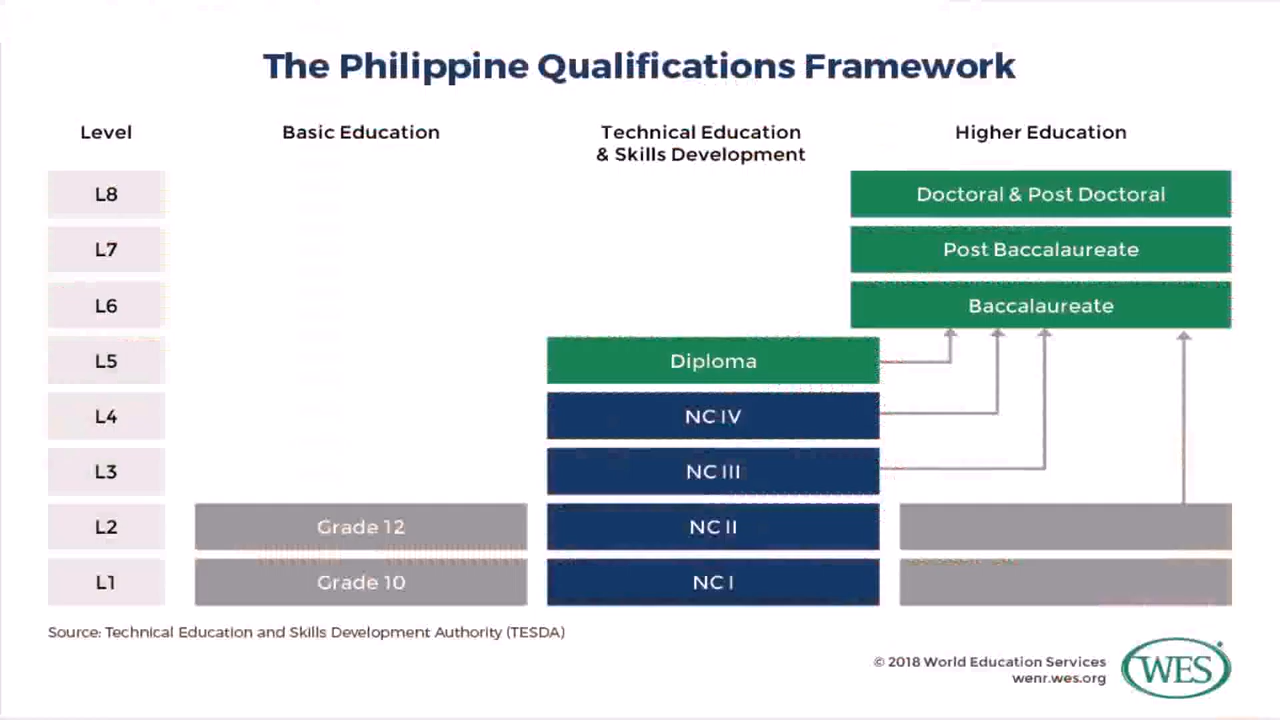 The Philippine Qualifications Framework
Level
Basic Education
Technical Education
& Skills Development
Higher Education
L8
Doctoral & Post Doctoral
L7
Post Baccalaureate
L6
Baccalaureate
L5
Diploma
L4
NC IV
L3
NC III
L2
Grade 12
NC II
L1
Grade 10
NC I
Source: Technical Education and Skills Development Authority (TESDA)
© 2018 World Education Services
wenr.wes.org
WES